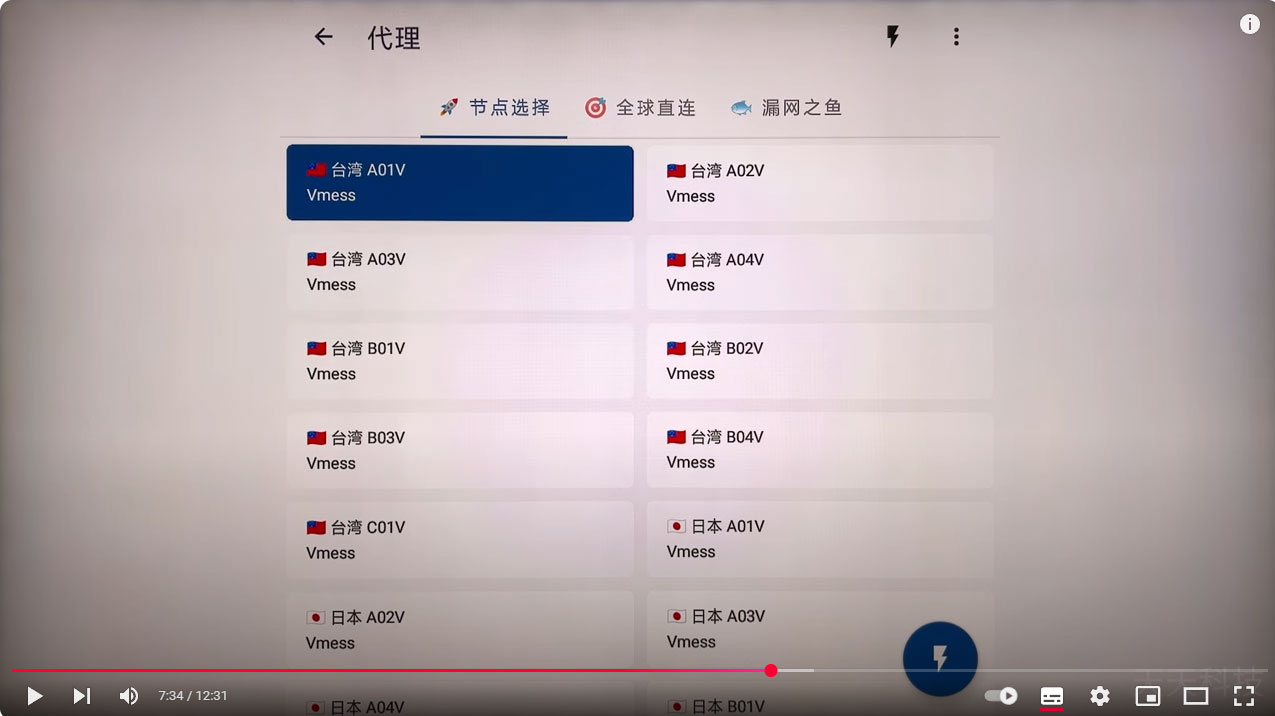 代理
节点选择
全球直连
漏网之鱼
台湾 A01V
Vmess
台湾 A02V
Vmess
台湾 A03V
Vmess
台湾 A04V
Vmess
台湾 B01V
Vmess
台湾 B02V
Vmess
台湾 B03V
Vmess
台湾 B04V
Vmess
台湾 C01V
Vmess
日本 A01V
Vmess
日本 A02V
Vmess
日本 A03V
Vmess
日本 A04V
日本 B01V
7:34 / 12:31